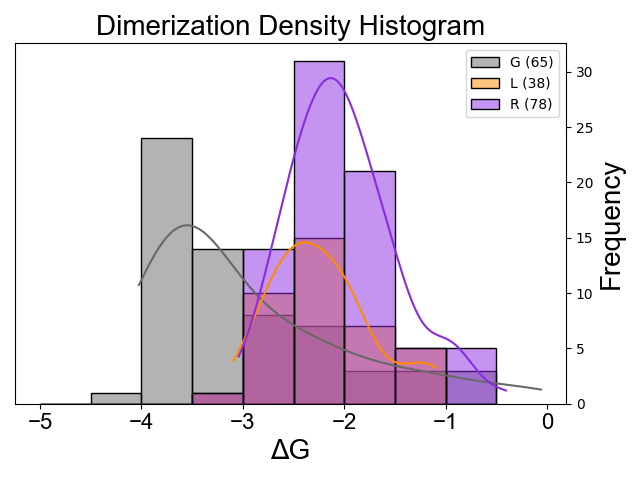 Dimerization Density Histogram
G (65)
L (38)
R (78)
30
25
20
15
10
5
0
Frequency
−5 −4 −3 −2 −1 0
ΔG